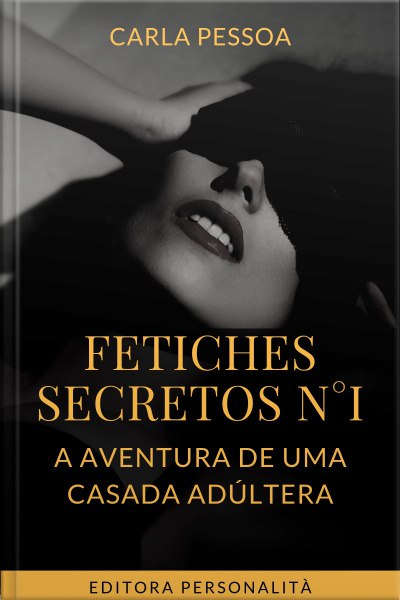 CARLA PESSOA
FETICHES
SECRETOS N°I
A AVENTURA DE UMA
CASADA ADÚLTERA
EDITORA PERSONALITÀ